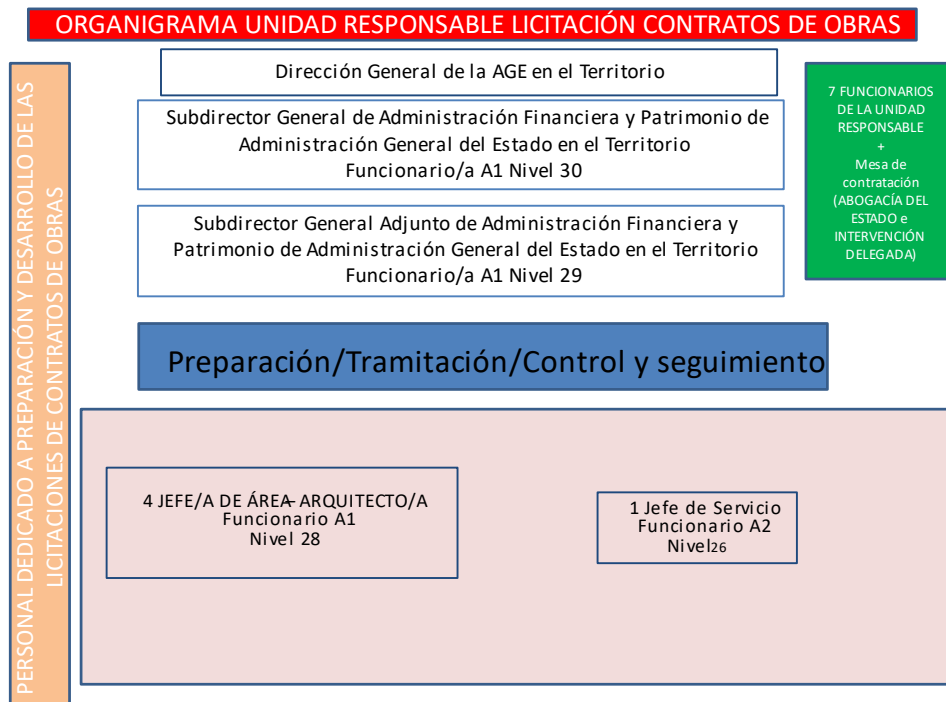 ORGANIGRAMA UNIDAD RESPONSABLE LICITACIÓN CONTRATOS DE OBRAS
PERSONAL DEDICADO A PREPARACIÓN Y DESARROLLO DE LAS
LICITACIONES DE CONTRATOS DE OBRAS
Dirección General de la AGE en el Territorio
Subdirector General de Administración Financiera y Patrimonio de
Administración General del Estado en el Territorio
Funcionario/a A1 Nivel 30
Subdirector General Adjunto de Administración Financiera y
Patrimonio de Administración General del Estado en el Territorio
Funcionario/a A1 Nivel 29
7 FUNCIONARIOS
DE LA UNIDAD
RESPONSABLE
+
Mesa de
contratación
(ABOGACÍA DEL
ESTADO e
INTERVENCIÓN
DELEGADA)
Preparación/Tramitación/Control y seguimiento
4 JEFE/A DE ÁREA– ARQUITECTO/A
Funcionario A1
Nivel 28
1 Jefe de Servicio
Funcionario A2
Nivel26